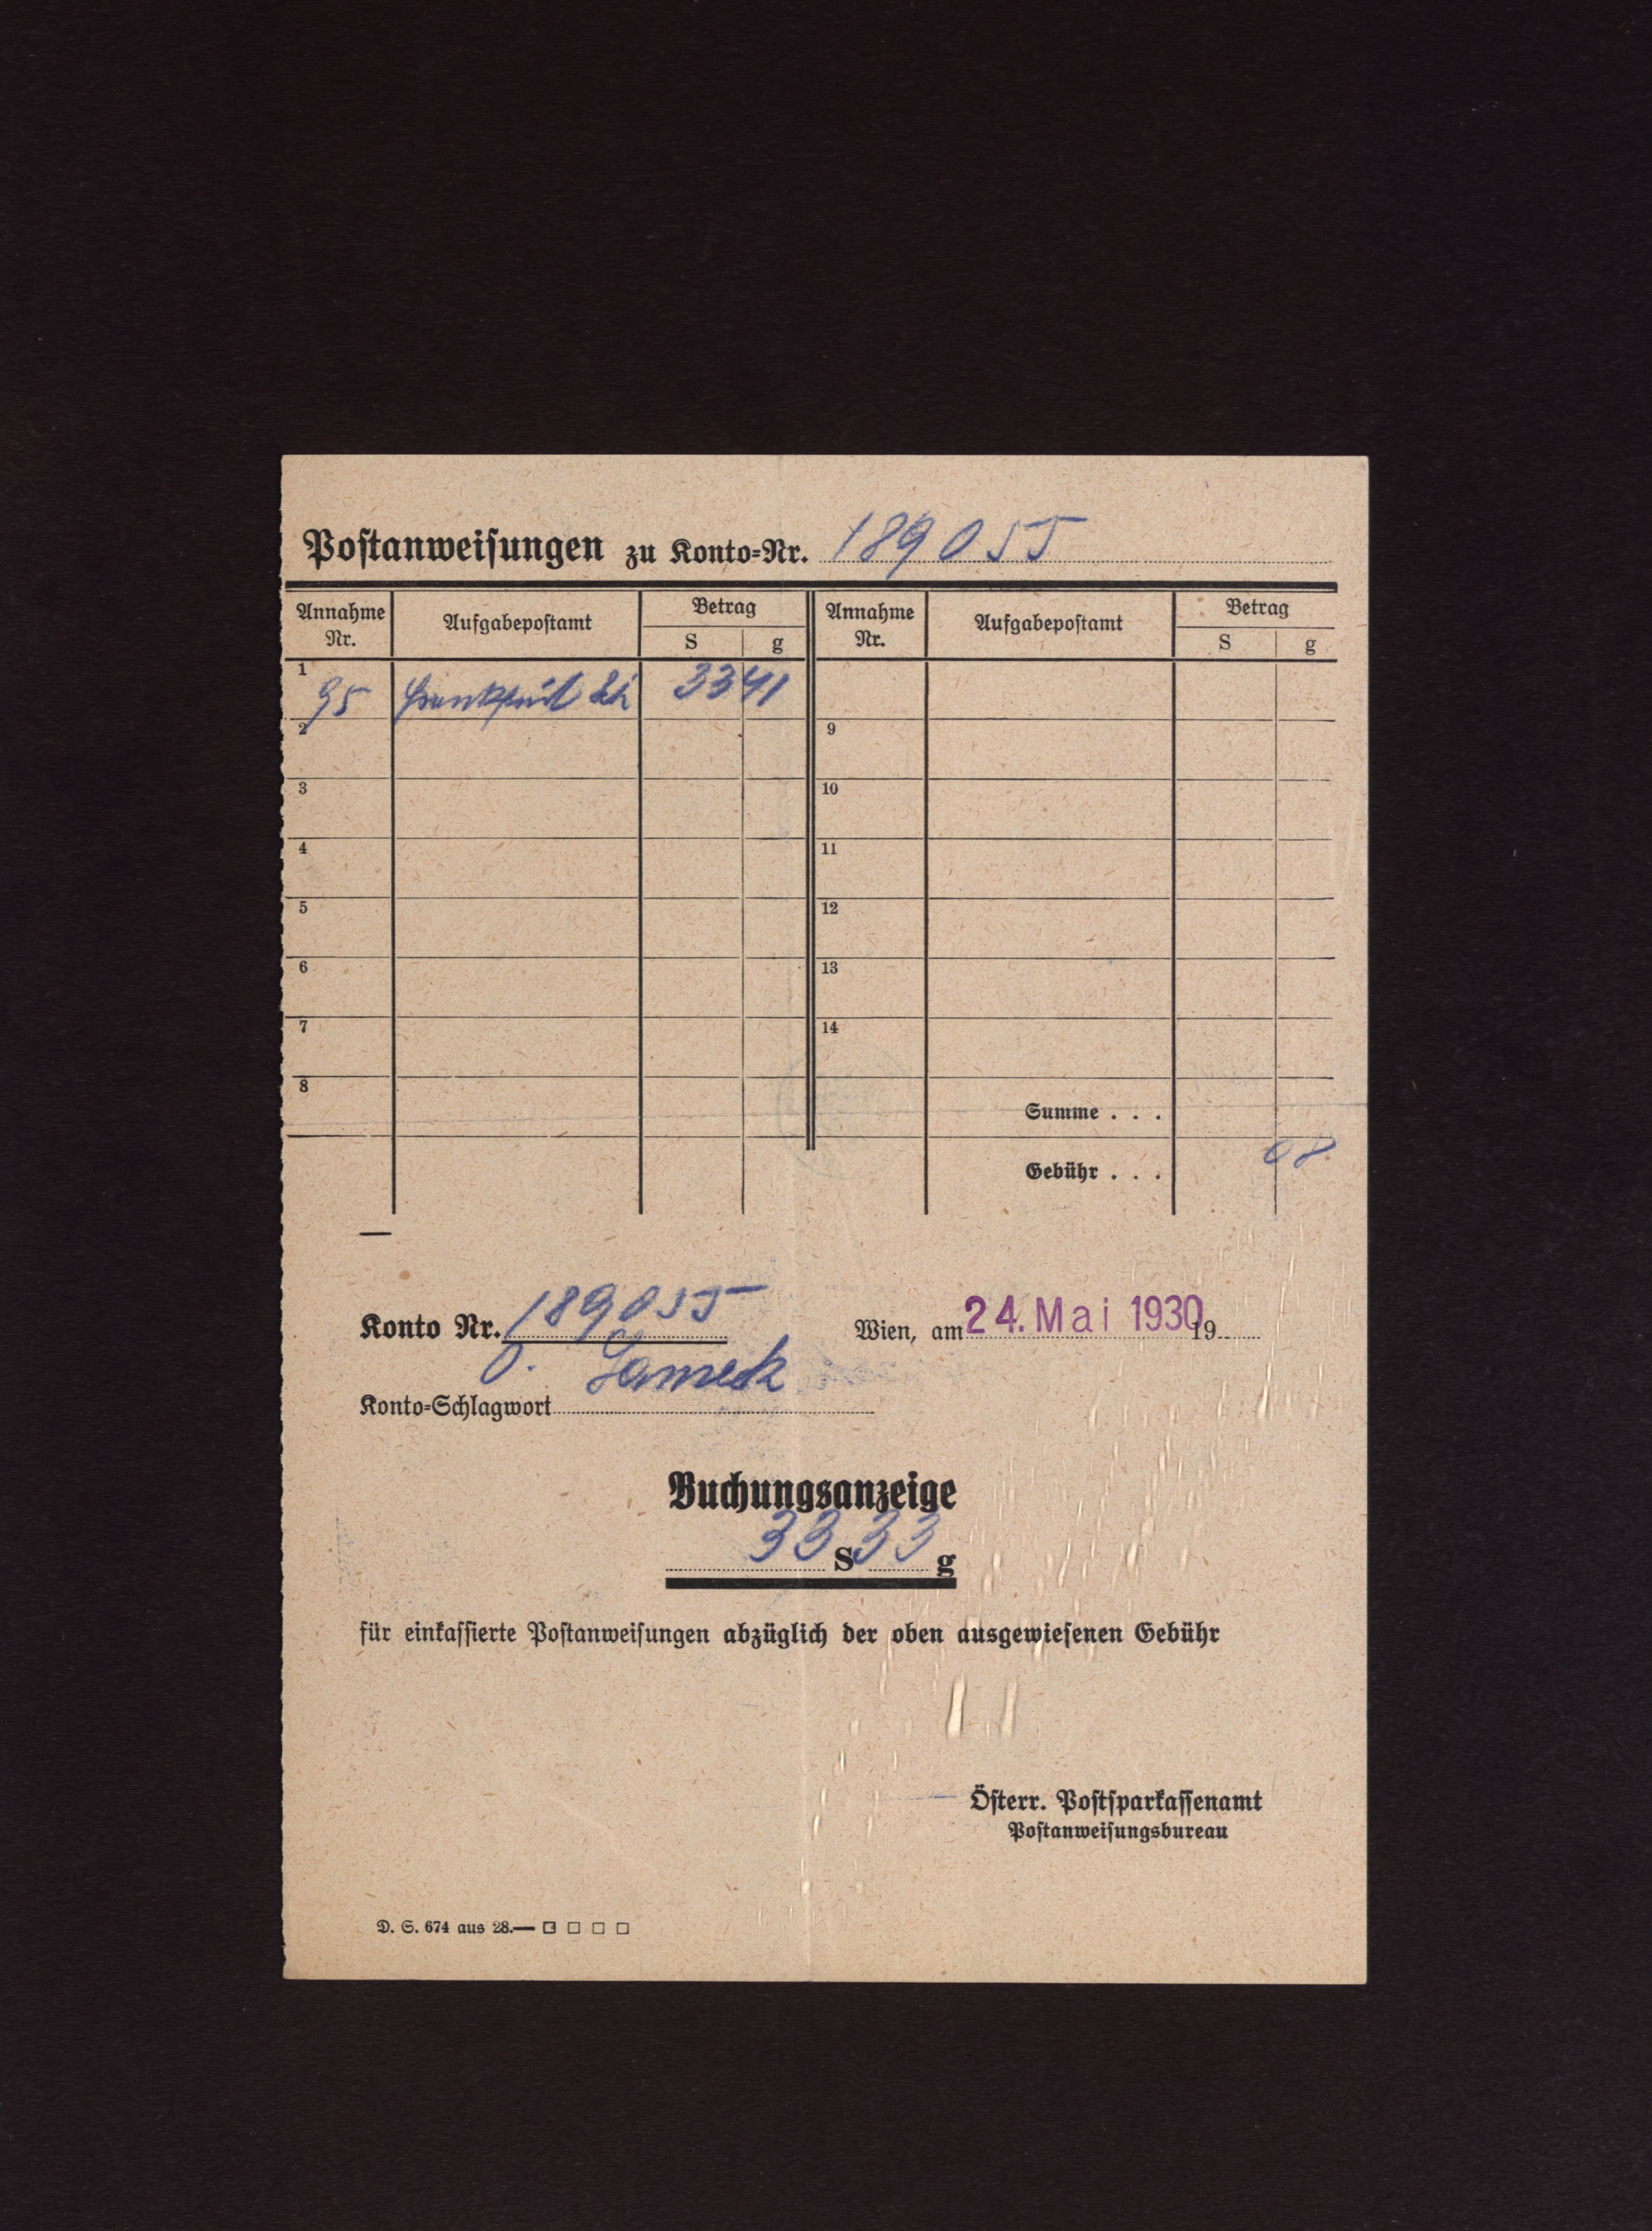 Postanweisungen zu Konto-Nr. 189055
Annahme Nr. Aufgabepostamt Betrag S g Annahme Nr. Aufgabepostamt Betrag S g
1 95 Frankfurt 33 41
2 9
3 10
4 11
5 12
6 13
7 14
8 Summe . . .
Gebühr . . . 08
Konto Nr. 189055 Wien, am 24. Mai 1930 19
Konto-Schlagwort O. Samek
Buchungsanzeige
33 S 33 g
für einkassierte Postanweisungen abzüglich der oben ausgewiesenen Gebühr
Österr. Postsparkassenamt
Postanweisungsbureau
D. S. 674 aus 28.—